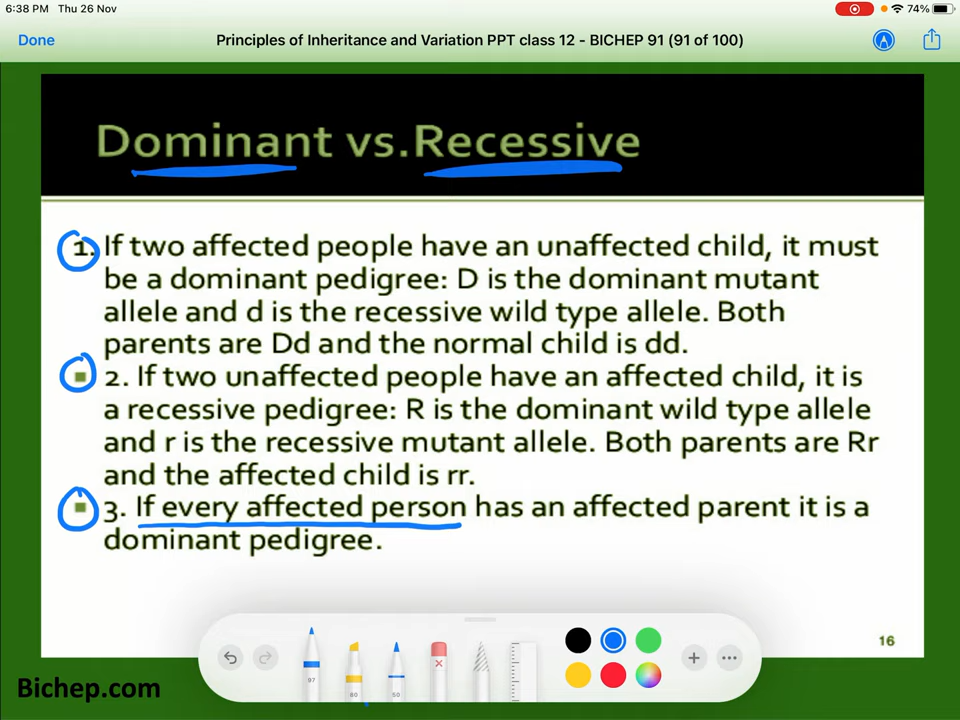 6:38 PM Thu 26 Nov
74%
Done
Principles of Inheritance and Variation PPT class 12 - BICHEP 91 (91 of 100)
Dominant vs.Recessive
1. If two affected people have an unaffected child, it must
be a dominant pedigree: D is the dominant mutant
allele and d is the recessive wild type allele. Both
parents are Dd and the normal child is dd.
2. If two unaffected people have an affected child, it is
a recessive pedigree: R is the dominant wild type allele
and r is the recessive mutant allele. Both parents are Rr
and the affected child is rr.
3. If every affected person has an affected parent it is a
dominant pedigree.
16
97
80
50
Bichep.com